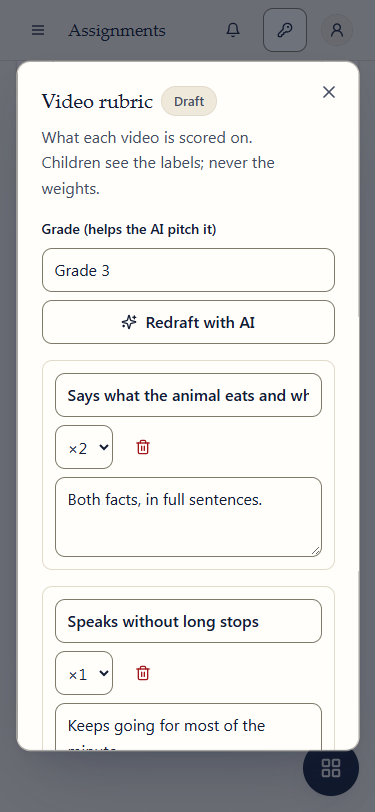 Assignments
Video rubric
Draft
What each video is scored on.
Children see the labels; never the
weights.
Grade (helps the AI pitch it)
Grade 3
Redraft with AI
Says what the animal eats and wh
×2
Both facts, in full sentences.
Speaks without long stops
×1
Keeps going for most of the
minute.